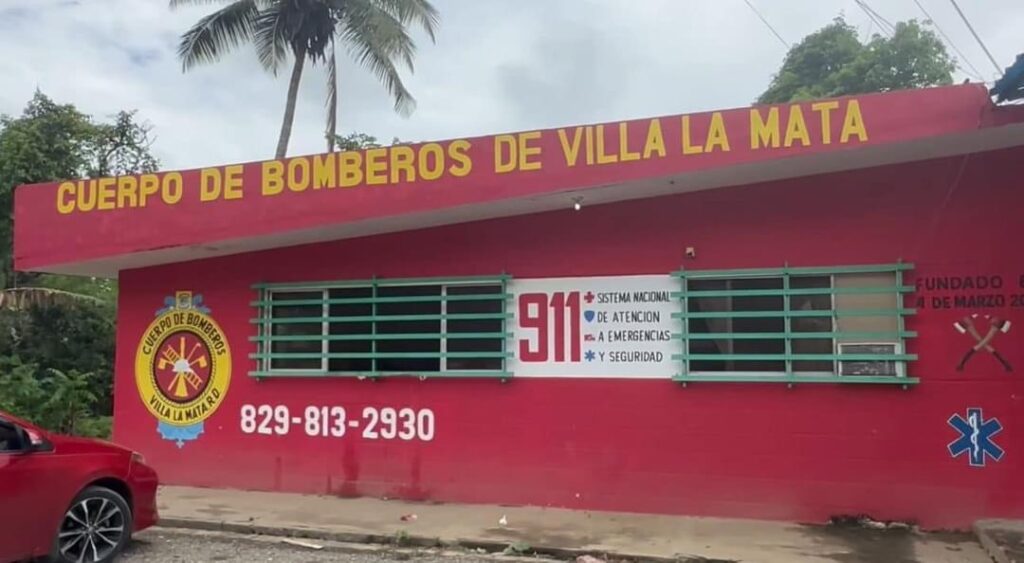 CUERPO DE BOMBEROS DE VILLA LA MATA
CUERPO DE BOMBEROS
VILLA LA MATA R.D
829-813-2930
911
SISTEMA NACIONAL
DE ATENCION
A EMERGENCIAS
Y SEGURIDAD
FUNDADO
4 DE MARZO